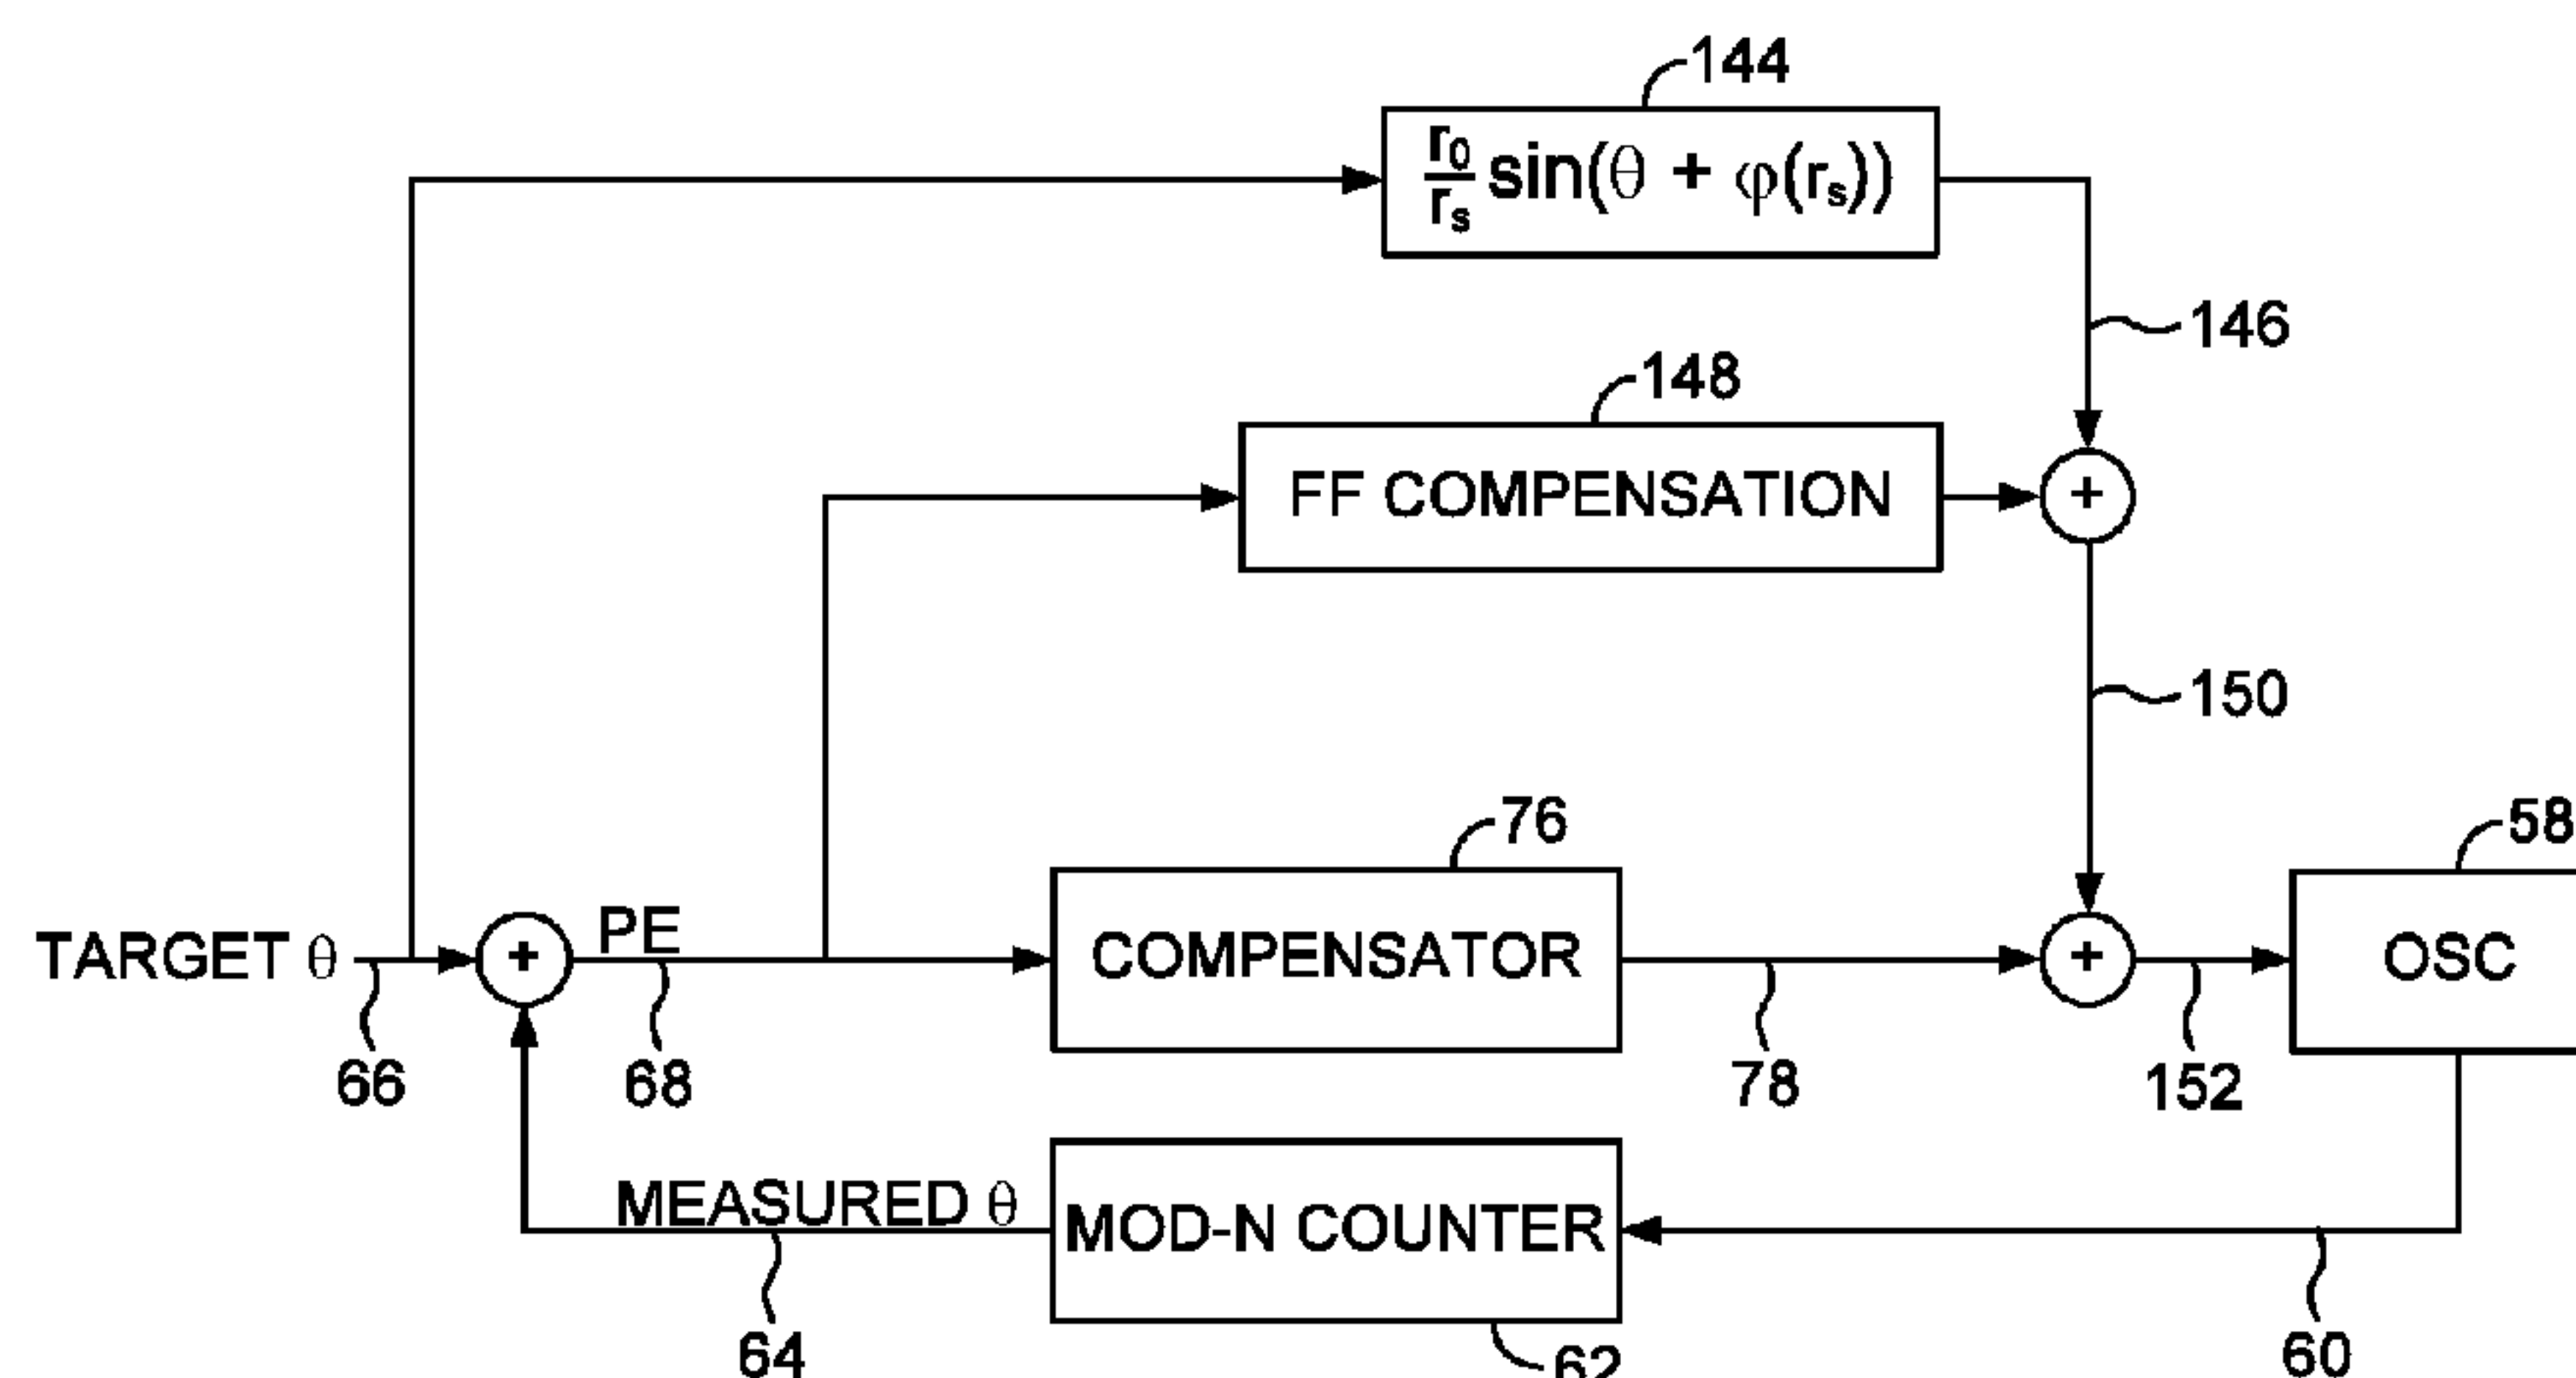 144
r0
rs sin(θ + φ(rs))
146
148
FF COMPENSATION
+
150
76
58
TARGET θ
+
PE
COMPENSATOR
+
OSC
66
68
78
152
MEASURED θ
MOD-N COUNTER
64
62
60